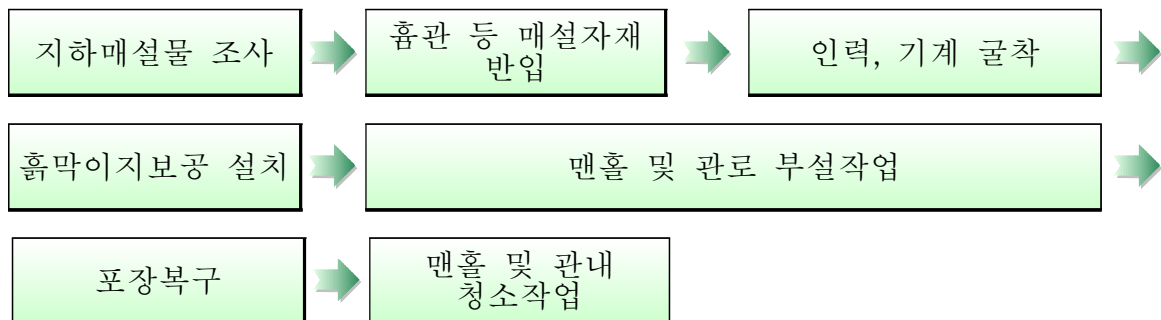 지하매설물 조사
흄관 등 매설자재
반입
인력, 기계 굴착
흙막이지보공 설치
맨홀 및 관로 부설작업
포장복구
맨홀 및 관내
청소작업